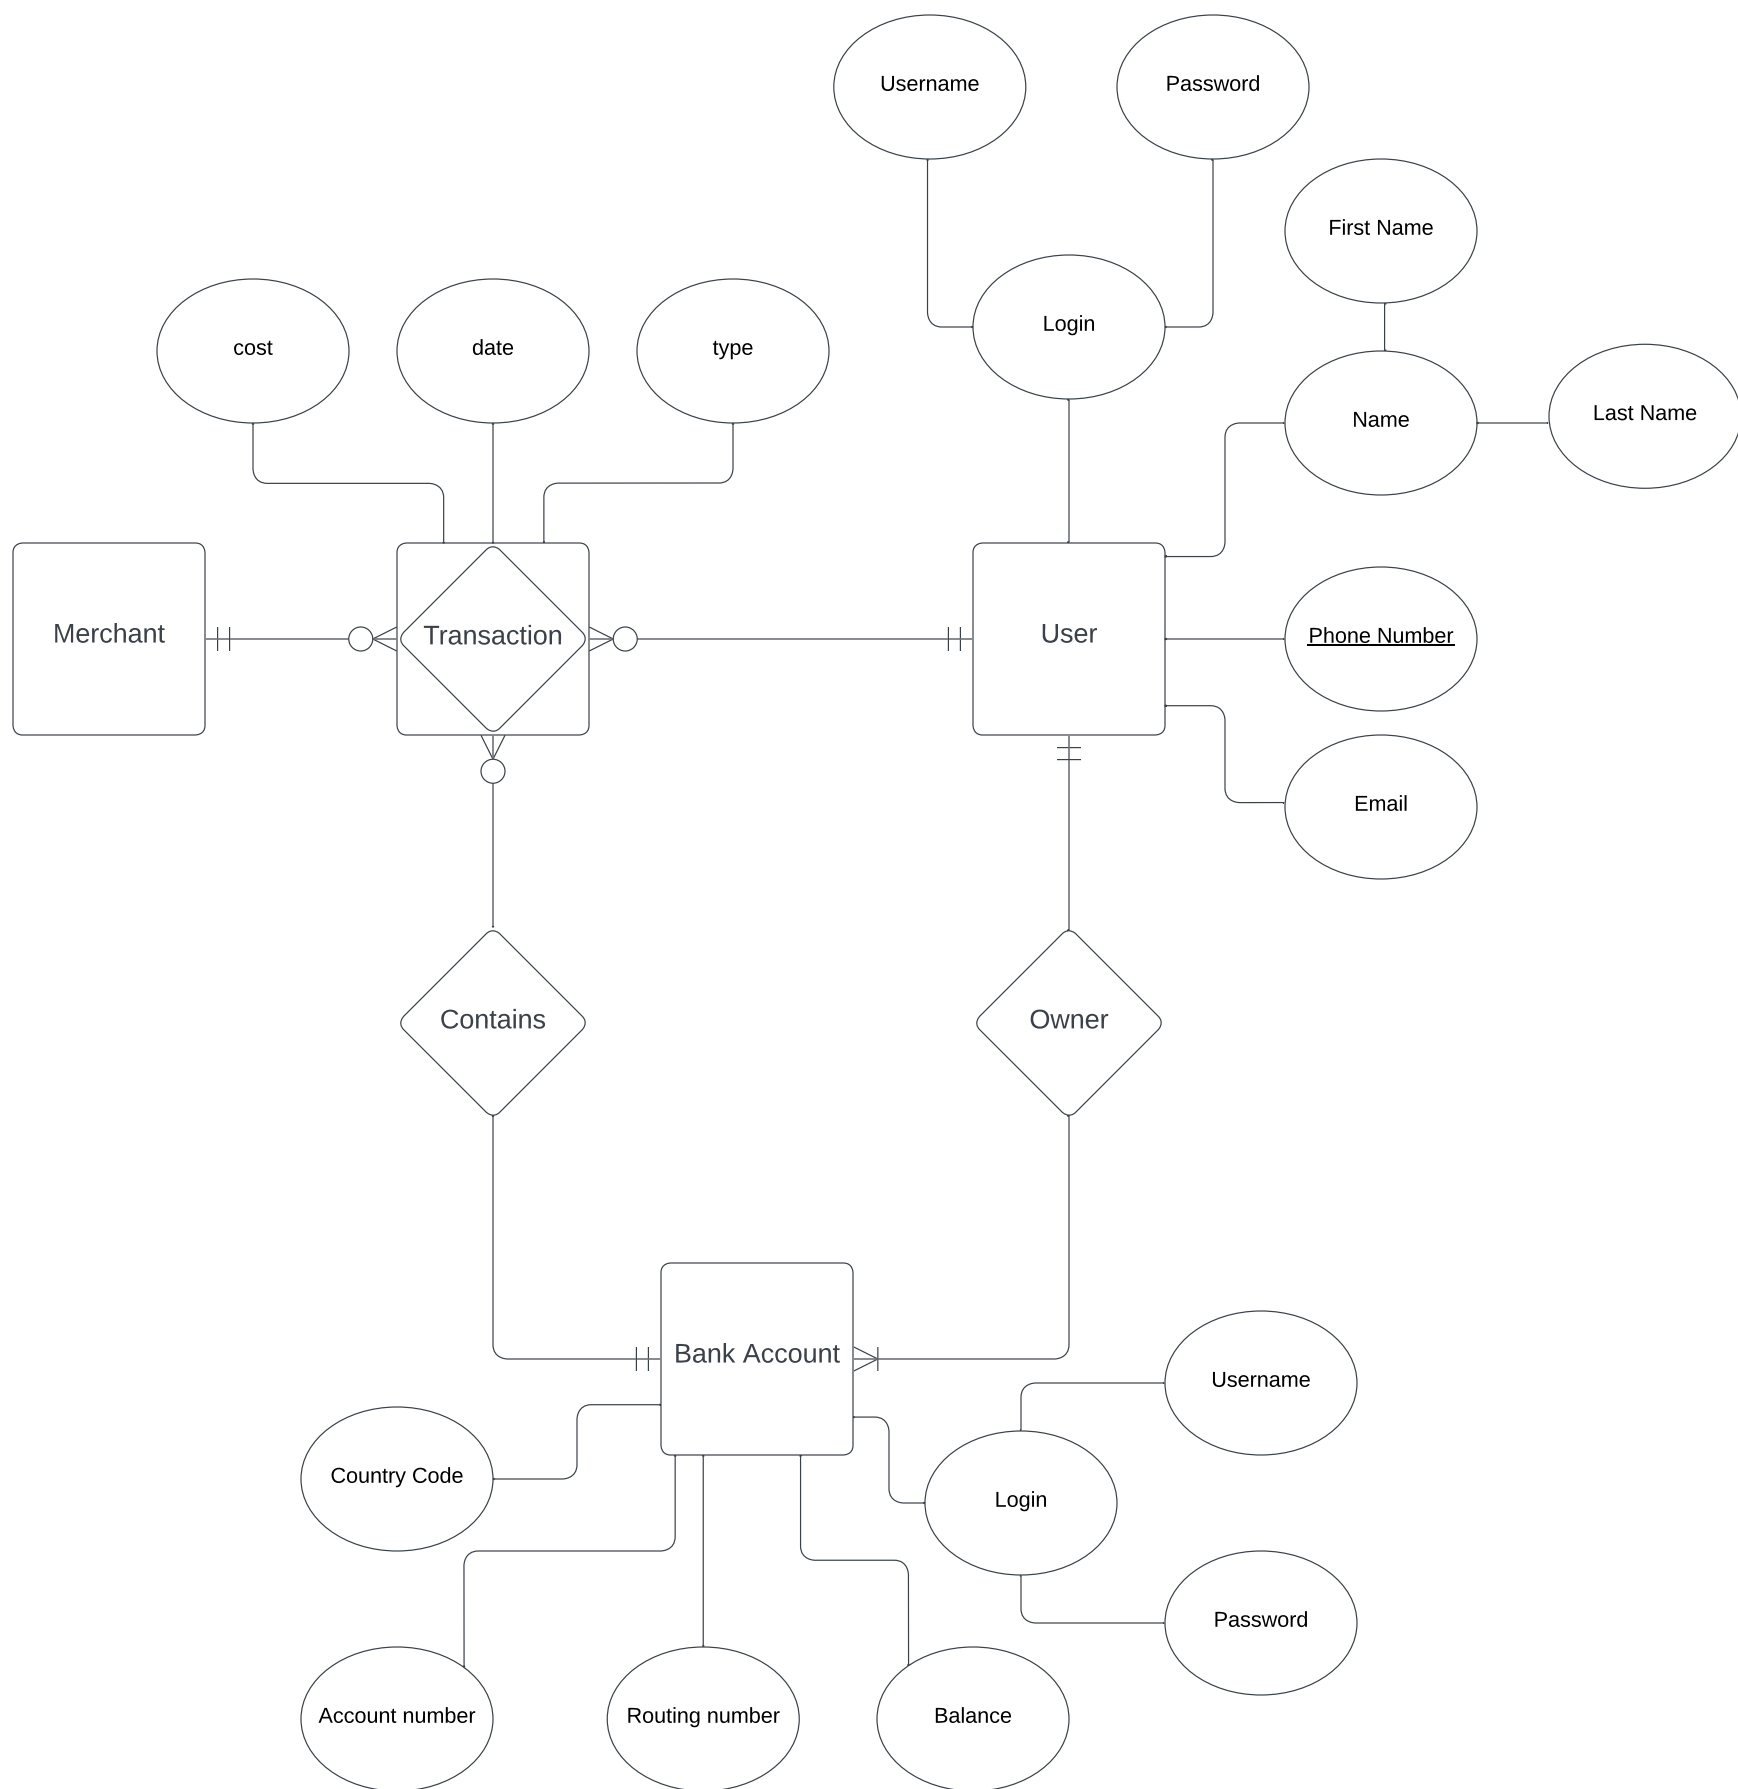 Username
Password
First Name
Login
cost
date
type
Name
Last Name
Merchant
Transaction
User
Phone Number
Email
Contains
Owner
Bank Account
Username
Country Code
Login
Password
Account number
Routing number
Balance